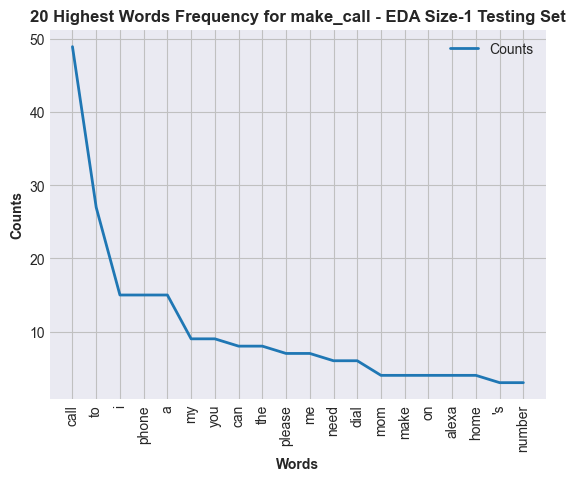 20 Highest Words Frequency for make_call - EDA Size-1 Testing Set
Counts
50
40
30
20
10
Counts
call
to
i
phone
a
my
you
can
the
please
me
need
dial
mom
make
on
alexa
home
's
number
Words